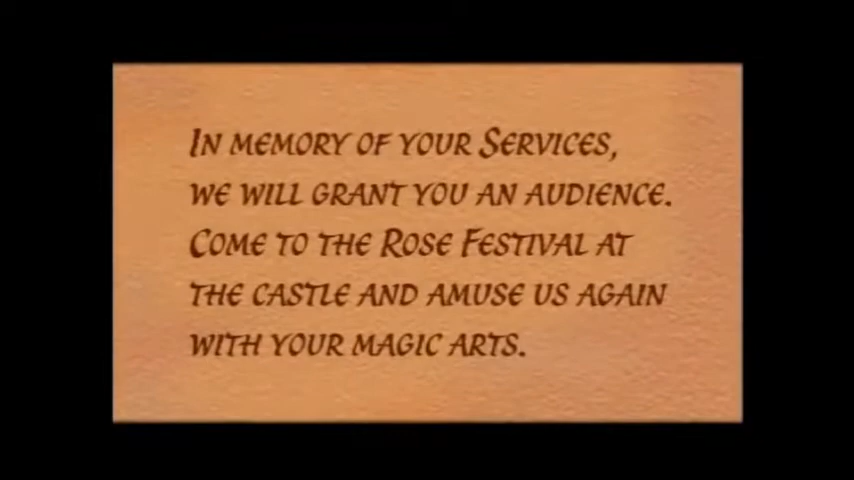 In memory of your Services,
we will grant you an audience.
Come to the Rose Festival at
the castle and amuse us again
with your magic arts.